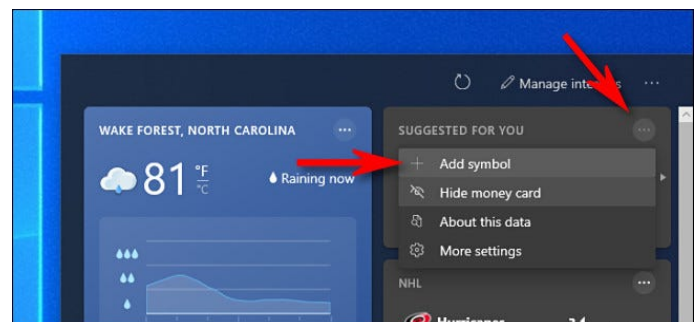 Manage
WAKE FOREST, NORTH CAROLINA
SUGGESTED FOR YOU
81 °F
°C
Raining now
Add symbol
Hide money card
About this data
More settings
NHL
Hurricanes